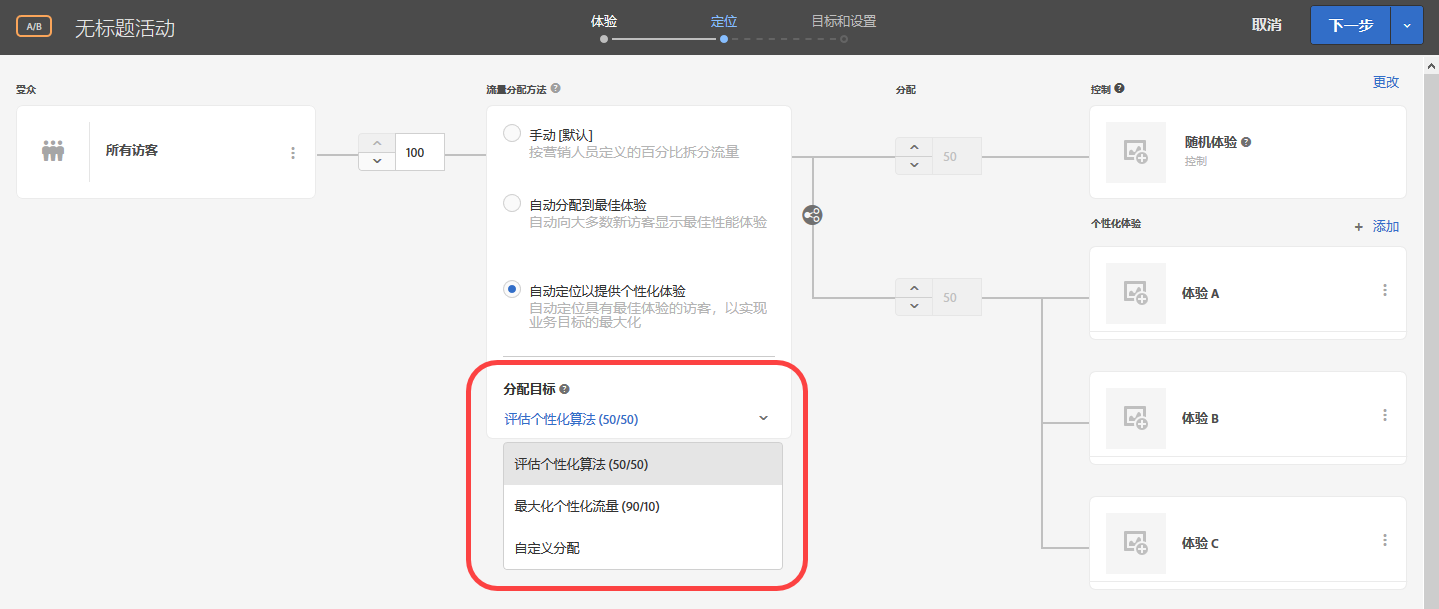 A/B
无标题活动
体验
定位
目标和设置
取消
下一步
受众
流量分配方法
分配
控制
更改
所有访客
100
手动 [默认]
按营销人员定义的百分比拆分流量
自动分配到最佳体验
自动向大多数新访客显示最佳性能体验
自动定位以提供个性化体验
自动定位具有最佳体验的访客，以实现
业务目标的最大化
分配目标
评估个性化算法 (50/50)
评估个性化算法 (50/50)
最大化个性化流量 (90/10)
自定义分配
50
50
随机体验
控制
个性化体验
+ 添加
体验 A
体验 B
体验 C